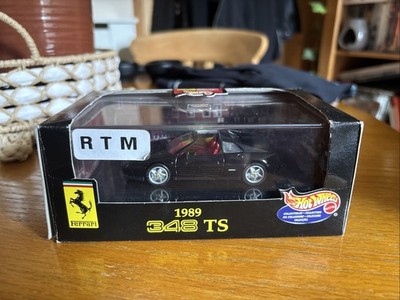 RTM
1989
348 TS
Ferrari
Hot Wheels